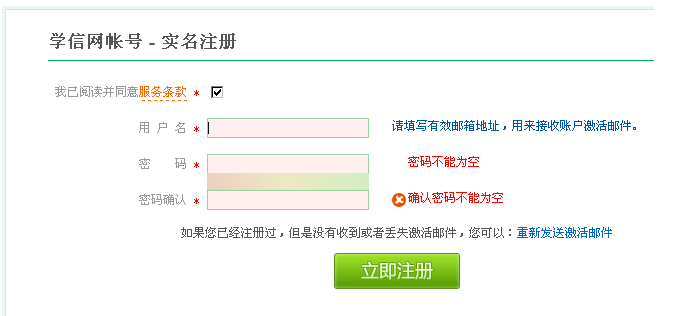 学信网帐号 - 实名注册
我已阅读并同意服务条款 *
用 户 名 * 请填写有效邮箱地址，用来接收账户激活邮件。
密 码 * 密码不能为空
密码确认 * 确认密码不能为空
如果您已经注册过，但是没有收到或者丢失激活邮件，您可以：重新发送激活邮件
立即注册